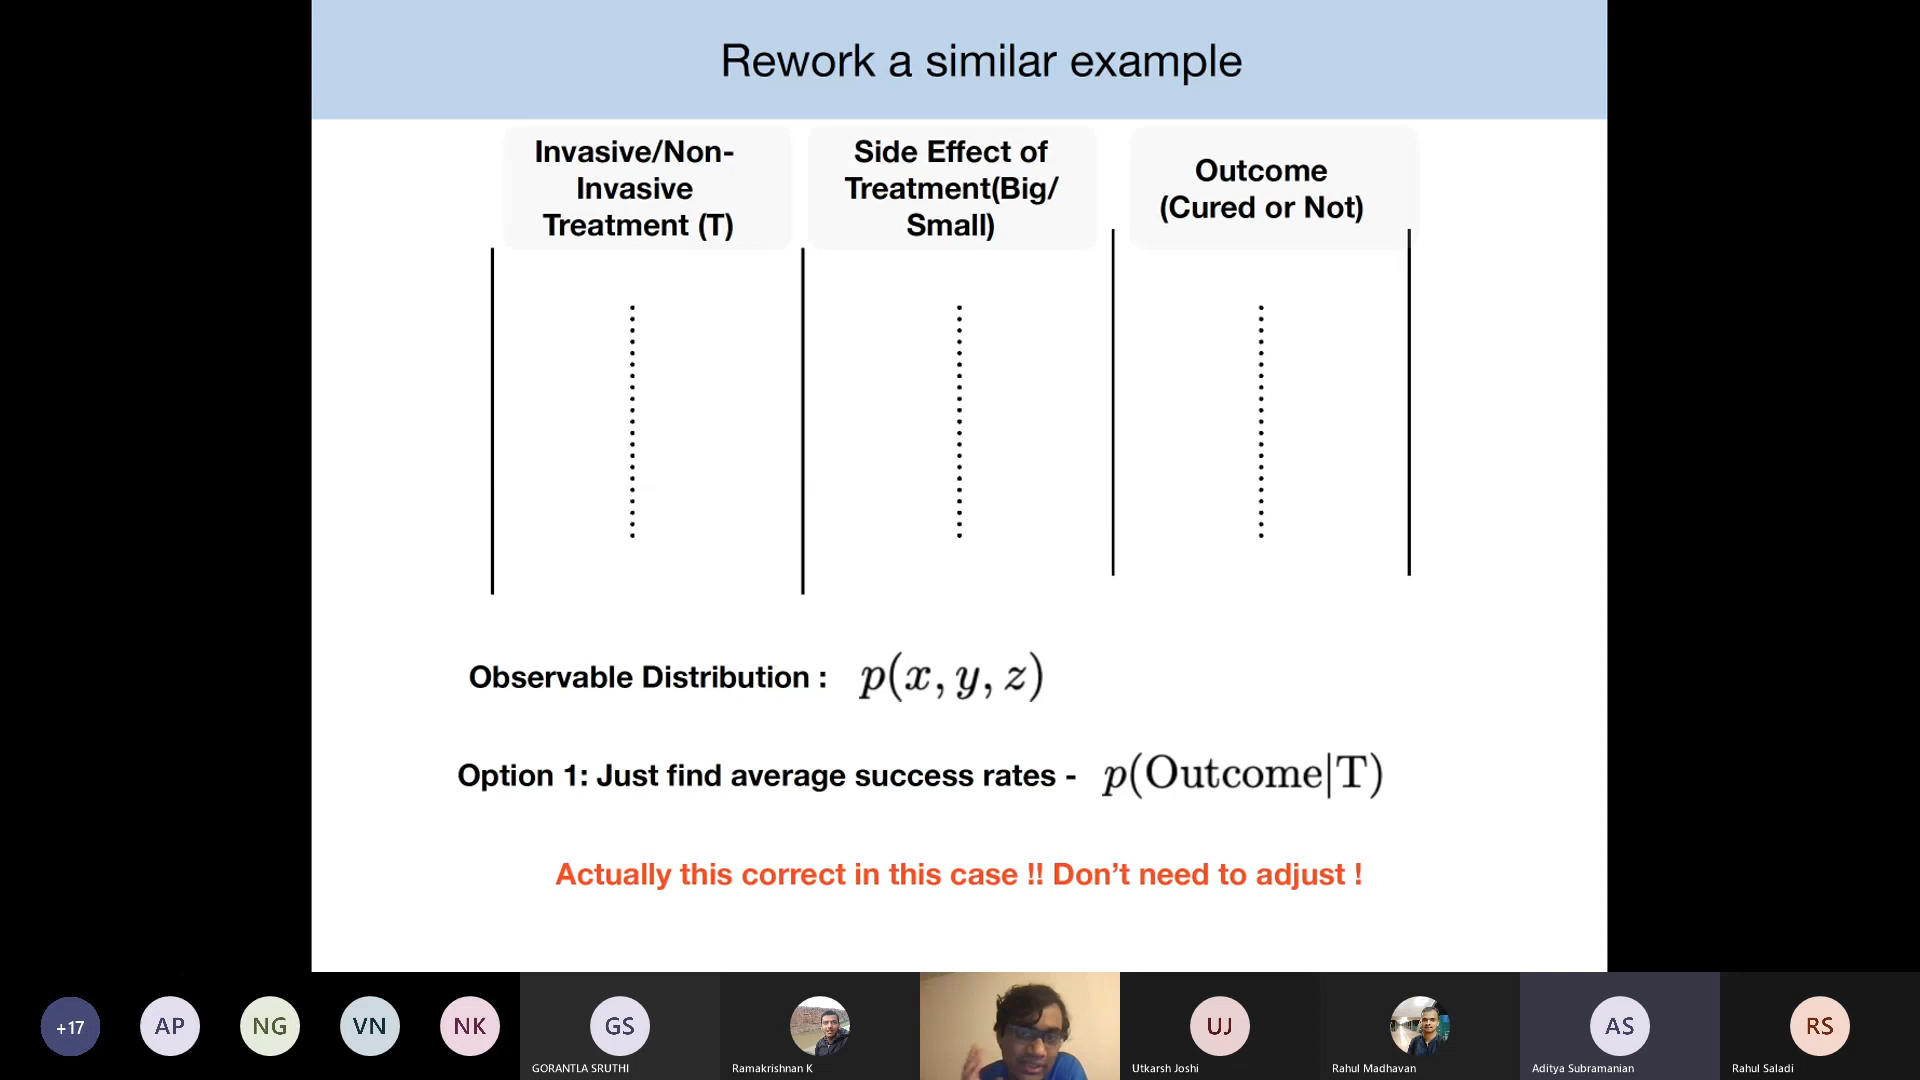 Rework a similar example
Invasive/Non-
Invasive
Treatment (T)
Side Effect of
Treatment(Big/
Small)
Outcome
(Cured or Not)
Observable Distribution : p(x, y, z)
Option 1: Just find average success rates - p(Outcome|T)
Actually this correct in this case !! Don't need to adjust !
+17
AP
NG
VN
NK
GS
GORANTLA SRUTHI
Ramakrishnan K
UJ
Utkarsh Joshi
Rahul Madhavan
AS
Aditya Subramanian
RS
Rahul Saladi